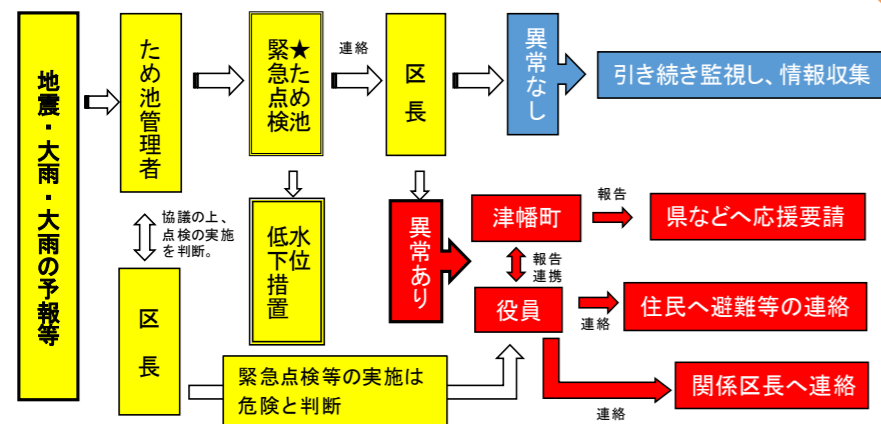 地震・大雨・大雨の予報等
ため池管理者
★ため池
緊急点検
連絡
区長
異常なし
引き続き監視し、情報収集
協議の上、
点検の実施
を判断。
区長
水位
低下措置
異常あり
津幡町
報告
県などへ応援要請
報告
連携
役員
連絡
住民へ避難等の連絡
緊急点検等の実施は
危険と判断
連絡
関係区長へ連絡